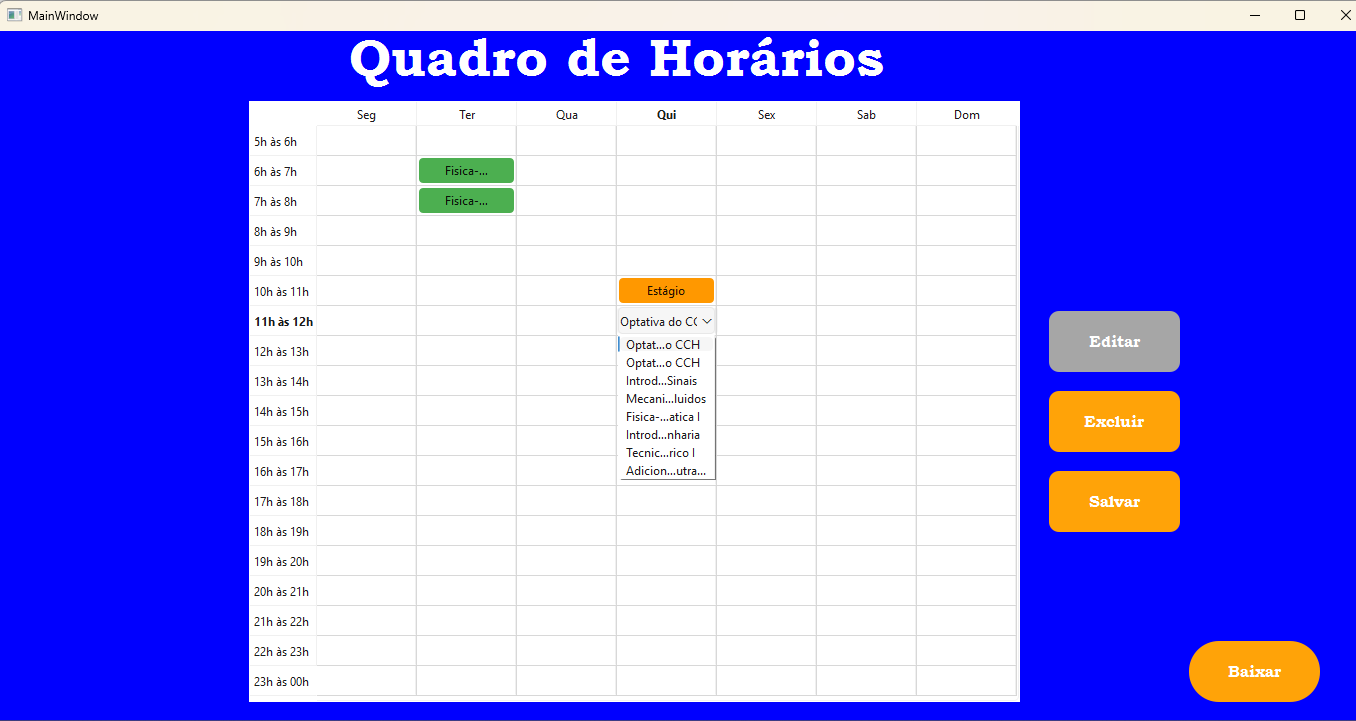 MainWindow
Quadro de Horários
Seg Ter Qua Qui Sex Sab Dom
5h às 6h
6h às 7h Fisica-...
7h às 8h Fisica-...
8h às 9h
9h às 10h
10h às 11h Estágio
11h às 12h Optativa do CC
12h às 13h
13h às 14h
14h às 15h
15h às 16h
16h às 17h
17h às 18h
18h às 19h
19h às 20h
20h às 21h
21h às 22h
22h às 23h
23h às 00h
Optat...o CCH
Optat...o CCH
Introd...Sinais
Mecani...luidos
Fisica-...atica I
Introd...nharia
Tecnic...rico I
Adicion...utra...
Editar
Excluir
Salvar
Baixar